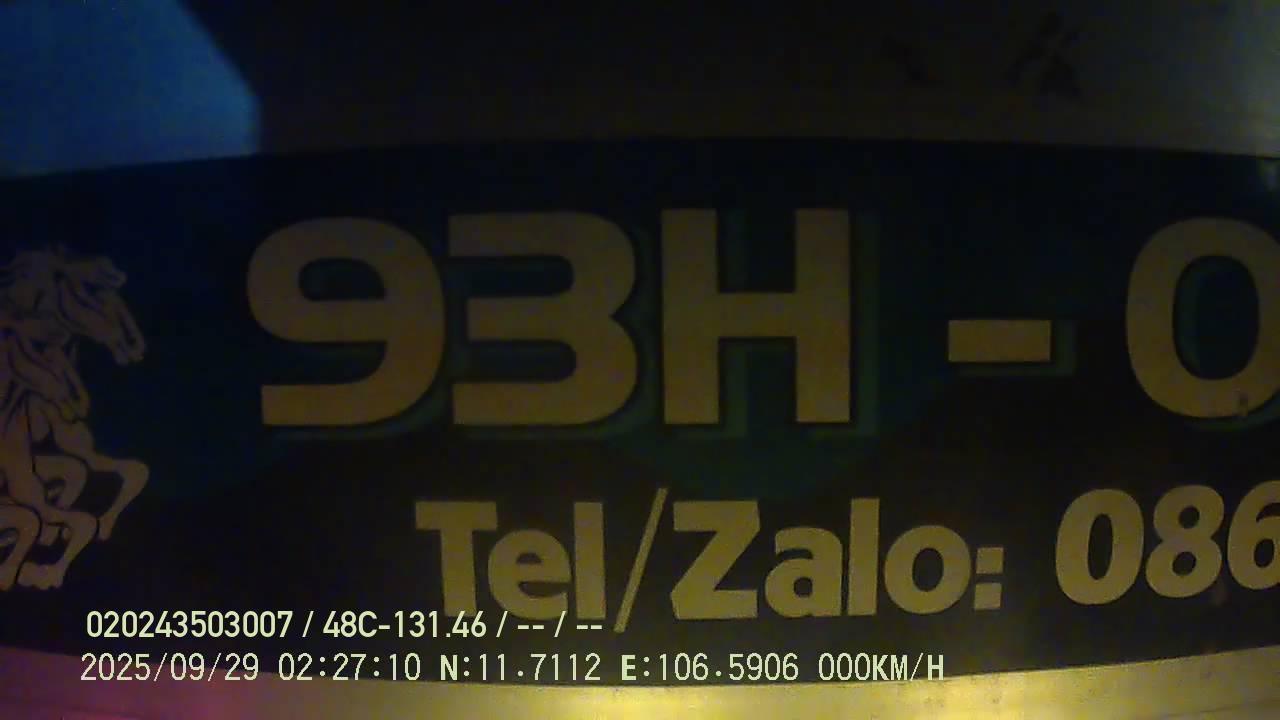 93H - 0
Tel/Zalo: 086
020243503007 / 48C-131.46 / -- / --
2025/09/29 02:27:10 N:11.7112 E:106.5906 000KM/H